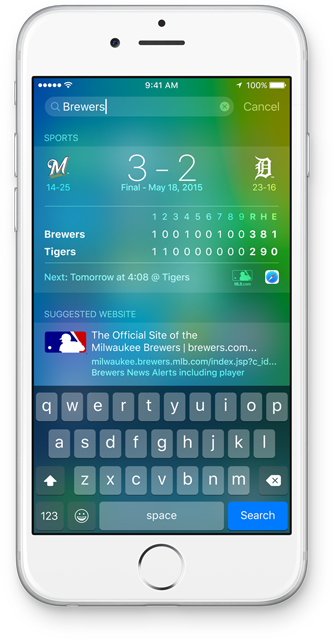 9:41 AM 100%
Brewers Cancel
SPORTS
M 3 - 2 D
14-25 Final - May 18, 2015 23-16
1 2 3 4 5 6 7 8 9 R H E
Brewers 1 0 0 1 0 0 1 0 0 3 8 1
Tigers 1 1 0 0 0 0 0 0 0 2 9 0
Next: Tomorrow at 4:08 @ Tigers MLB.com
SUGGESTED WEBSITE
The Official Site of the
Milwaukee Brewers | brewers.com...
milwaukee.brewers.mlb.com/index.jsp?c_id...
Brewers News Alerts including player
q w e r t y u i o p
a s d f g h j k l
z x c v b n m
123 space Search